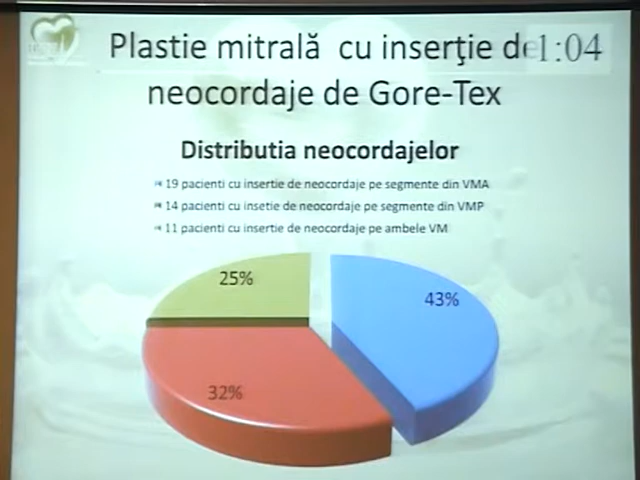 Plastie mitrală cu inserţie de 1:04
neocordaje de Gore-Tex
Distributia neocordajelor
19 pacienti cu insertie de neocordaje pe segmente din VMA
14 pacienti cu insetie de neocordaje pe segmente din VMP
11 pacienti cu insertie de neocordaje pe ambele VM
25%
43%
32%